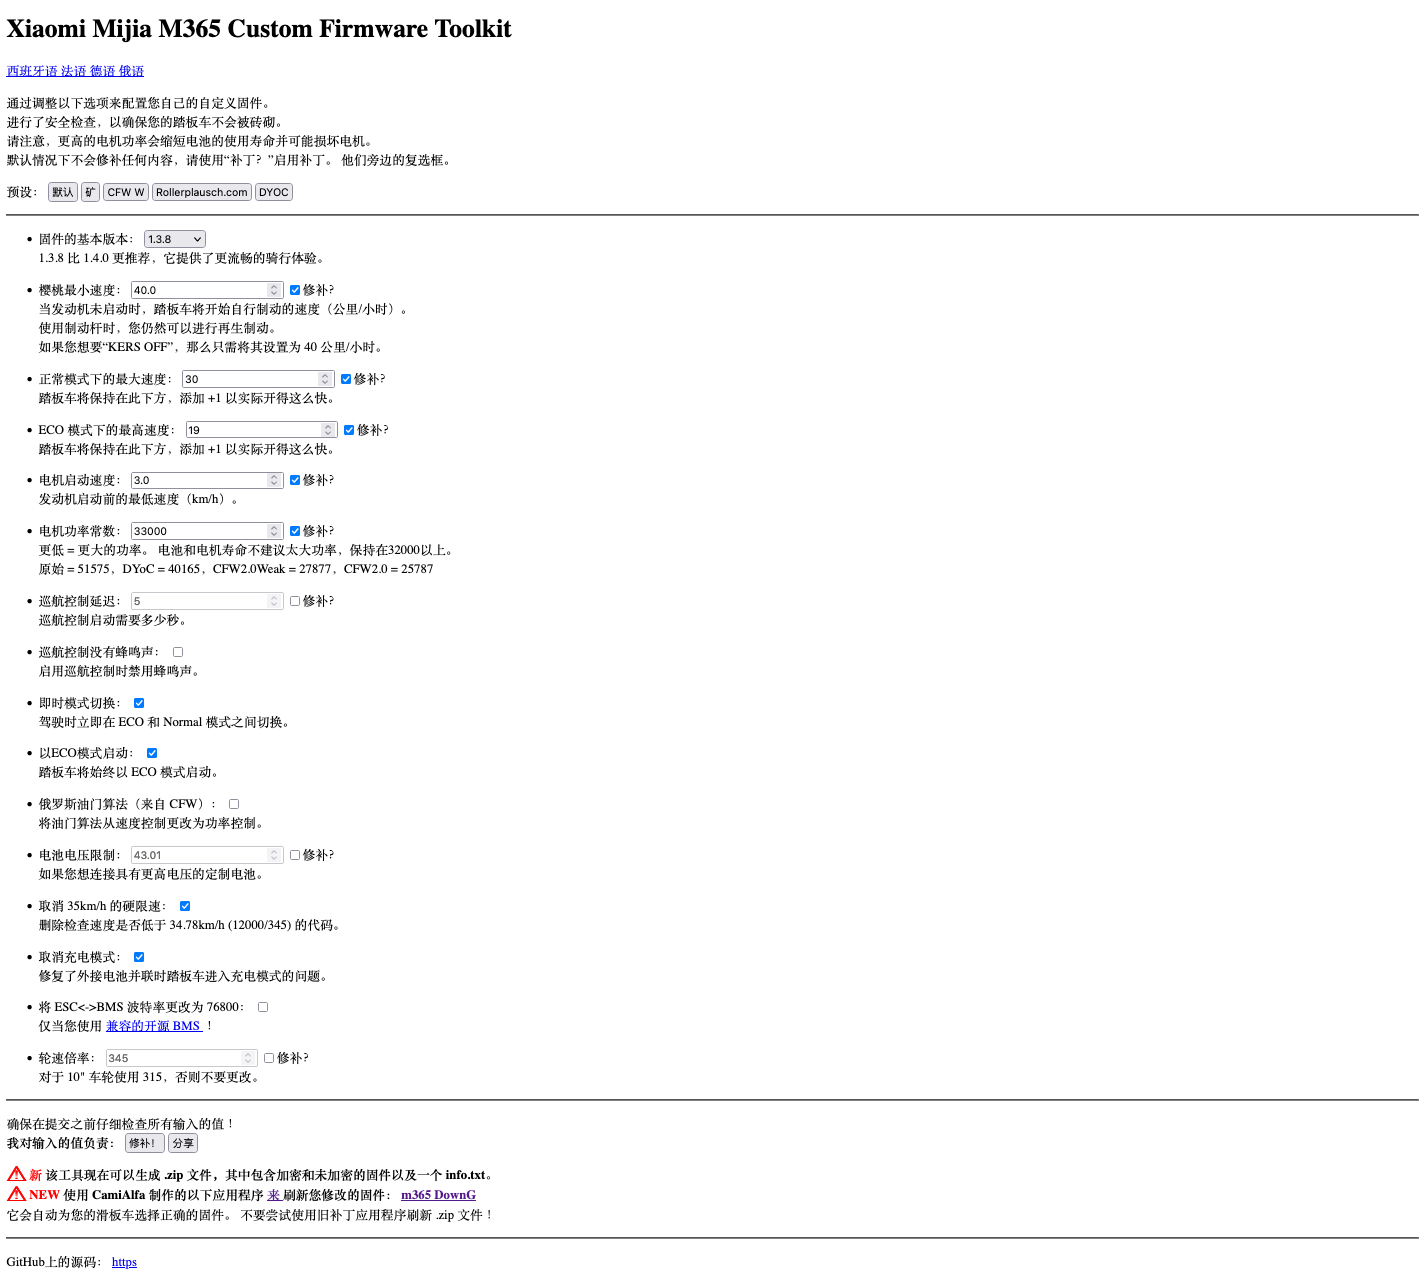 Xiaomi Mijia M365 Custom Firmware Toolkit
西班牙语 法语 德语 俄语
通过调整以下选项来配置您自己的自定义固件。
进行了安全检查，以确保您的踏板车不会被砖砌。
请注意，更高的电机功率会缩短电池的使用寿命并可能损坏电机。
默认情况下不会修补任何内容，请使用“补丁？”启用补丁。 他们旁边的复选框。
预设： 默认 矿 CFW W Rollerplausch.com DYOC
固件的基本版本： 1.3.8
1.3.8 比 1.4.0 更推荐，它提供了更流畅的骑行体验。
樱桃最小速度： 40.0 修补?
当发动机未启动时，踏板车将开始自行制动的速度（公里/小时）。
使用制动杆时，您仍然可以进行再生制动。
如果您想要“KERS OFF”，那么只需将其设置为 40 公里/小时。
正常模式下的最大速度： 30 修补?
踏板车将保持在此下方，添加 +1 以实际开得这么快。
ECO 模式下的最高速度： 19 修补?
踏板车将保持在此下方，添加 +1 以实际开得这么快。
电机启动速度： 3.0 修补?
发动机启动前的最低速度（km/h）。
电机功率常数： 33000 修补?
更低 = 更大的功率。 电池和电机寿命不建议太大功率，保持在32000以上。
原始 = 51575，DYoC = 40165，CFW2.0Weak = 27877，CFW2.0 = 25787
巡航控制延迟： 5 修补?
巡航控制启动需要多少秒。
巡航控制没有蜂鸣声：
启用巡航控制时禁用蜂鸣声。
即时模式切换：
驾驶时立即在 ECO 和 Normal 模式之间切换。
以ECO模式启动：
踏板车将始终以 ECO 模式启动。
俄罗斯油门算法（来自 CFW）：
将油门算法从速度控制更改为功率控制。
电池电压限制： 43.01 修补?
如果您想连接具有更高电压的定制电池。
取消 35km/h 的硬限速：
删除检查速度是否低于 34.78km/h (12000/345) 的代码。
取消充电模式：
修复了外接电池并联时踏板车进入充电模式的问题。
将 ESC<->BMS 波特率更改为 76800：
仅当您使用 兼容的开源 BMS ！
轮速倍率： 345 修补?
对于 10" 车轮使用 315，否则不要更改。
确保在提交之前仔细检查所有输入的值！
我对输入的值负责： 修补！ 分享
新 该工具现在可以生成 .zip 文件，其中包含加密和未加密的固件以及一个 info.txt。
NEW 使用 CamiAlfa 制作的以下应用程序 来 刷新您修改的固件： m365 DownG
它会自动为您的滑板车选择正确的固件。 不要尝试使用旧补丁应用程序刷新 .zip 文件！
GitHub上的源码： https